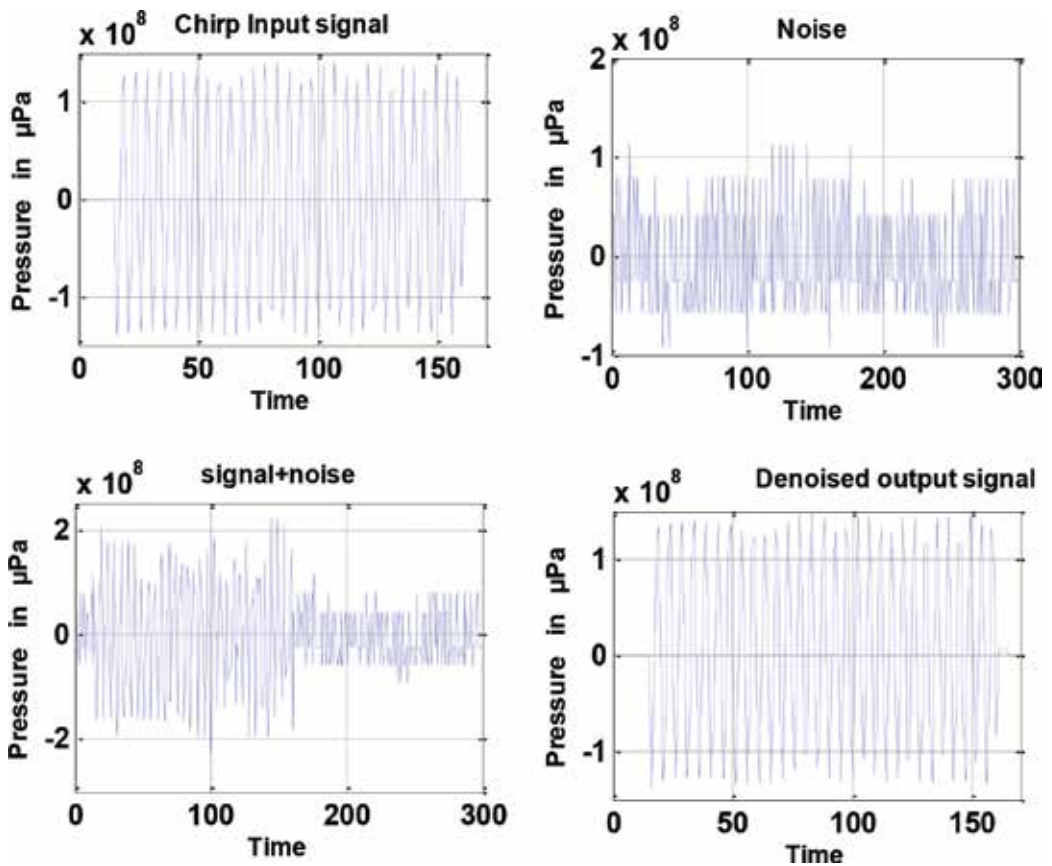 Chirp Input signal
x 10^8
Pressure in µPa
1
0
-1
0 50 100 150
Time
Noise
x 10^8
Pressure in µPa
2
1
0
-1
0 100 200 300
Time
signal+noise
x 10^8
Pressure in µPa
2
0
-2
0 100 200 300
Time
Denoised output signal
x 10^8
Pressure in µPa
1
0
-1
0 50 100 150
Time